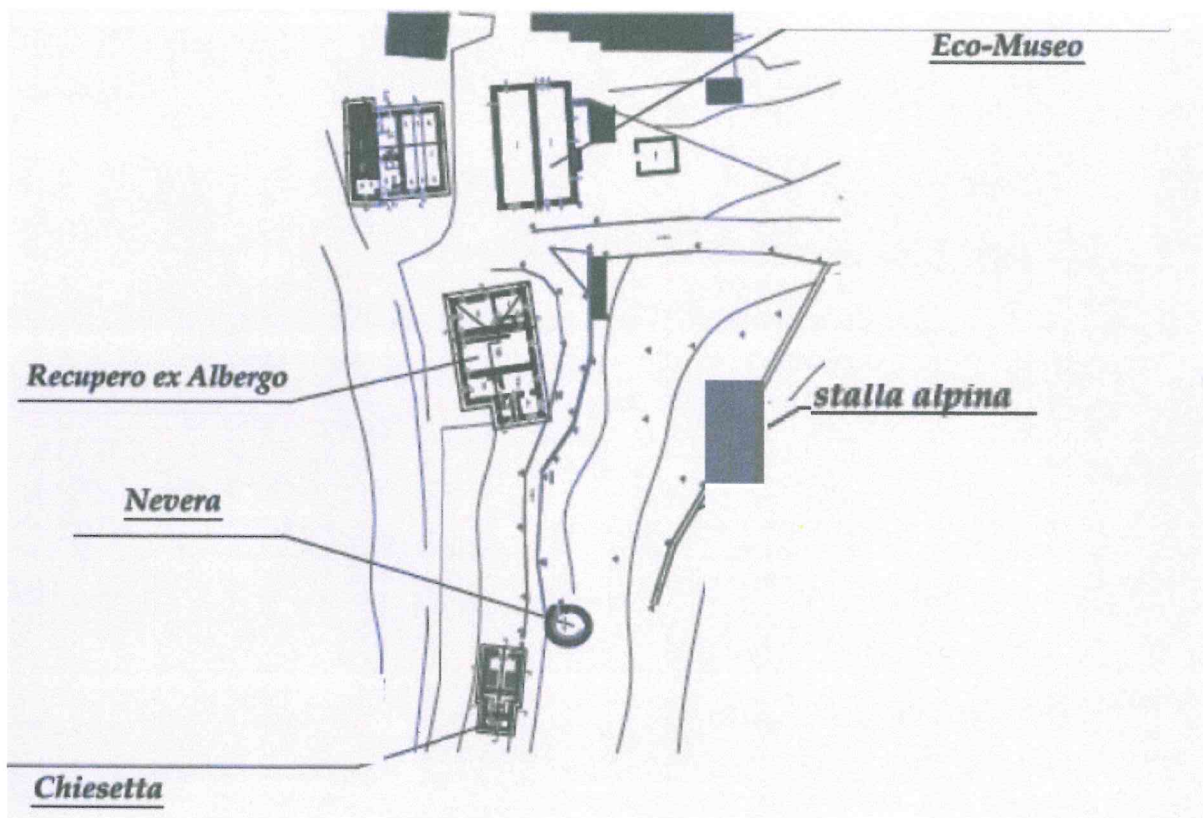 Eco-Museo
Recupero ex Albergo
stalla alpina
Nevera
Chiesetta